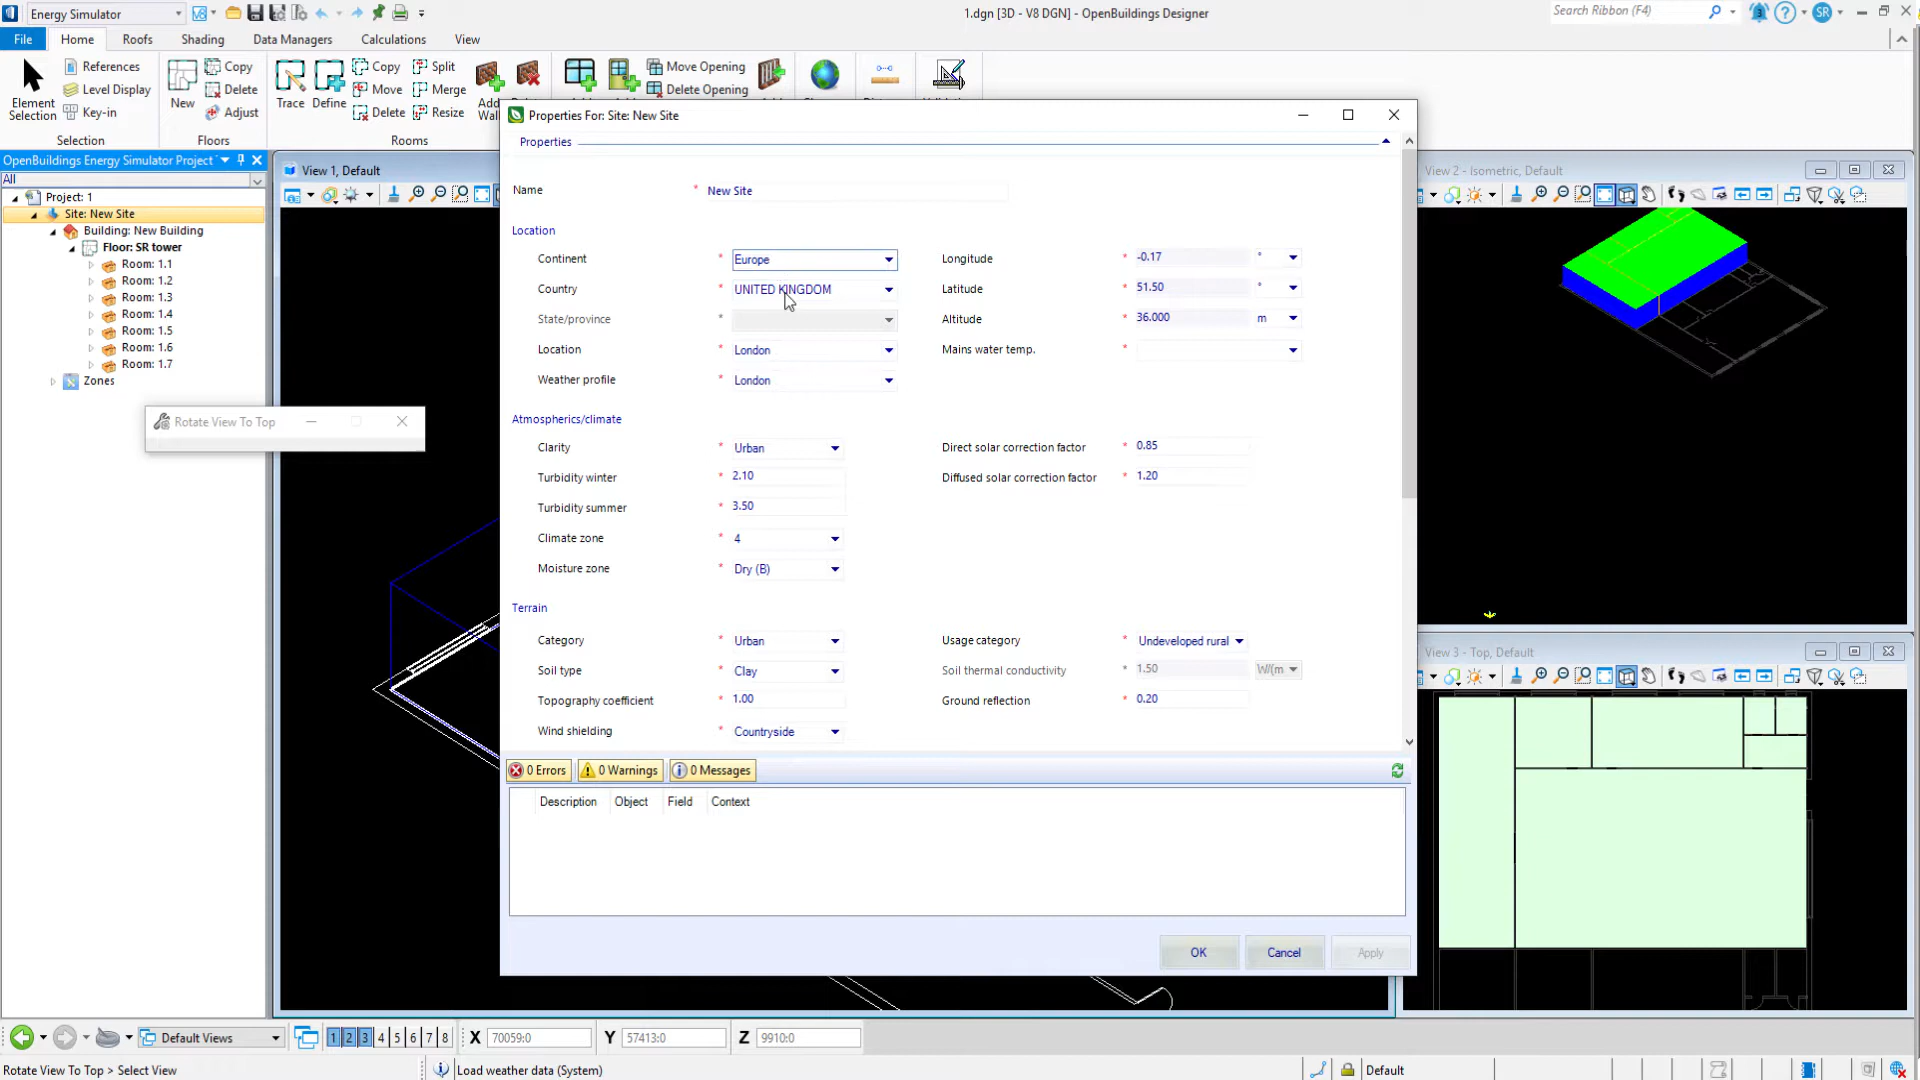 Energy Simulator
1.dgn [3D - V8 DGN] - OpenBuildings Designer
Search Ribbon (F4)
SR
File Home Roofs Shading Data Managers Calculations View
Element Selection
References
Level Display
Key-in
Selection
New
Copy
Delete
Adjust
Floors
Trace
Define
Copy
Move
Delete
Split
Merge
Resize
Rooms
Move Opening
Delete Opening
OpenBuildings Energy Simulator Project
All
Project: 1
Site: New Site
Building: New Building
Floor: SR tower
Room: 1.1
Room: 1.2
Room: 1.3
Room: 1.4
Room: 1.5
Room: 1.6
Room: 1.7
Zones
Rotate View To Top
View 1, Default
View 2 - Isometric, Default
View 3 - Top, Default
Properties For: Site: New Site
Properties
Name * New Site
Location
Continent * Europe
Longitude * -0.17 °
Country * UNITED KINGDOM
Latitude * 51.50 °
State/province *
Altitude * 36.000 m
Location * London
Mains water temp. *
Weather profile * London
Atmospherics/climate
Clarity * Urban
Direct solar correction factor * 0.85
Turbidity winter * 2.10
Diffused solar correction factor * 1.20
Turbidity summer * 3.50
Climate zone * 4
Moisture zone * Dry (B)
Terrain
Category * Urban
Usage category * Undeveloped rural
Soil type * Clay
Soil thermal conductivity * 1.50 W/(m
Topography coefficient * 1.00
Ground reflection * 0.20
Wind shielding * Countryside
0 Errors 0 Warnings 0 Messages
Description Object Field Context
OK Cancel Apply
Default Views
1 2 3 4 5 6 7 8
X 70059:0 Y 57413:0 Z 9910:0
Rotate View To Top > Select View
Load weather data (System)
Default